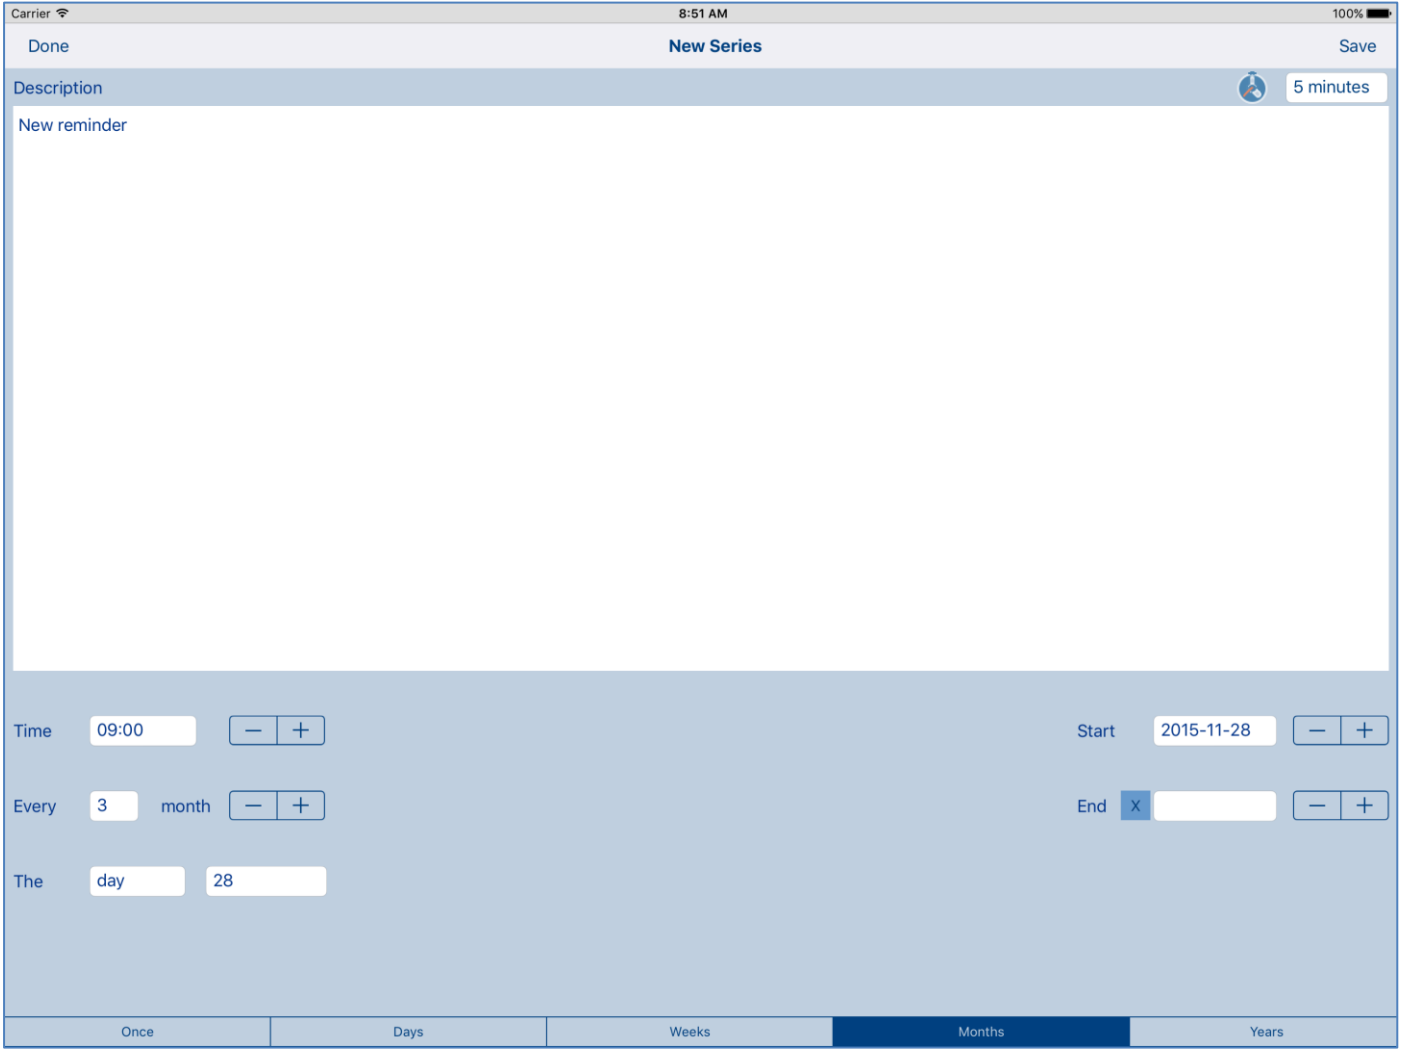 Carrier 8:51 AM 100%
Done New Series Save
Description 5 minutes
New reminder
Time 09:00 — + Start 2015-11-28 — +
Every 3 month — + End X — +
The day 28
Once Days Weeks Months Years